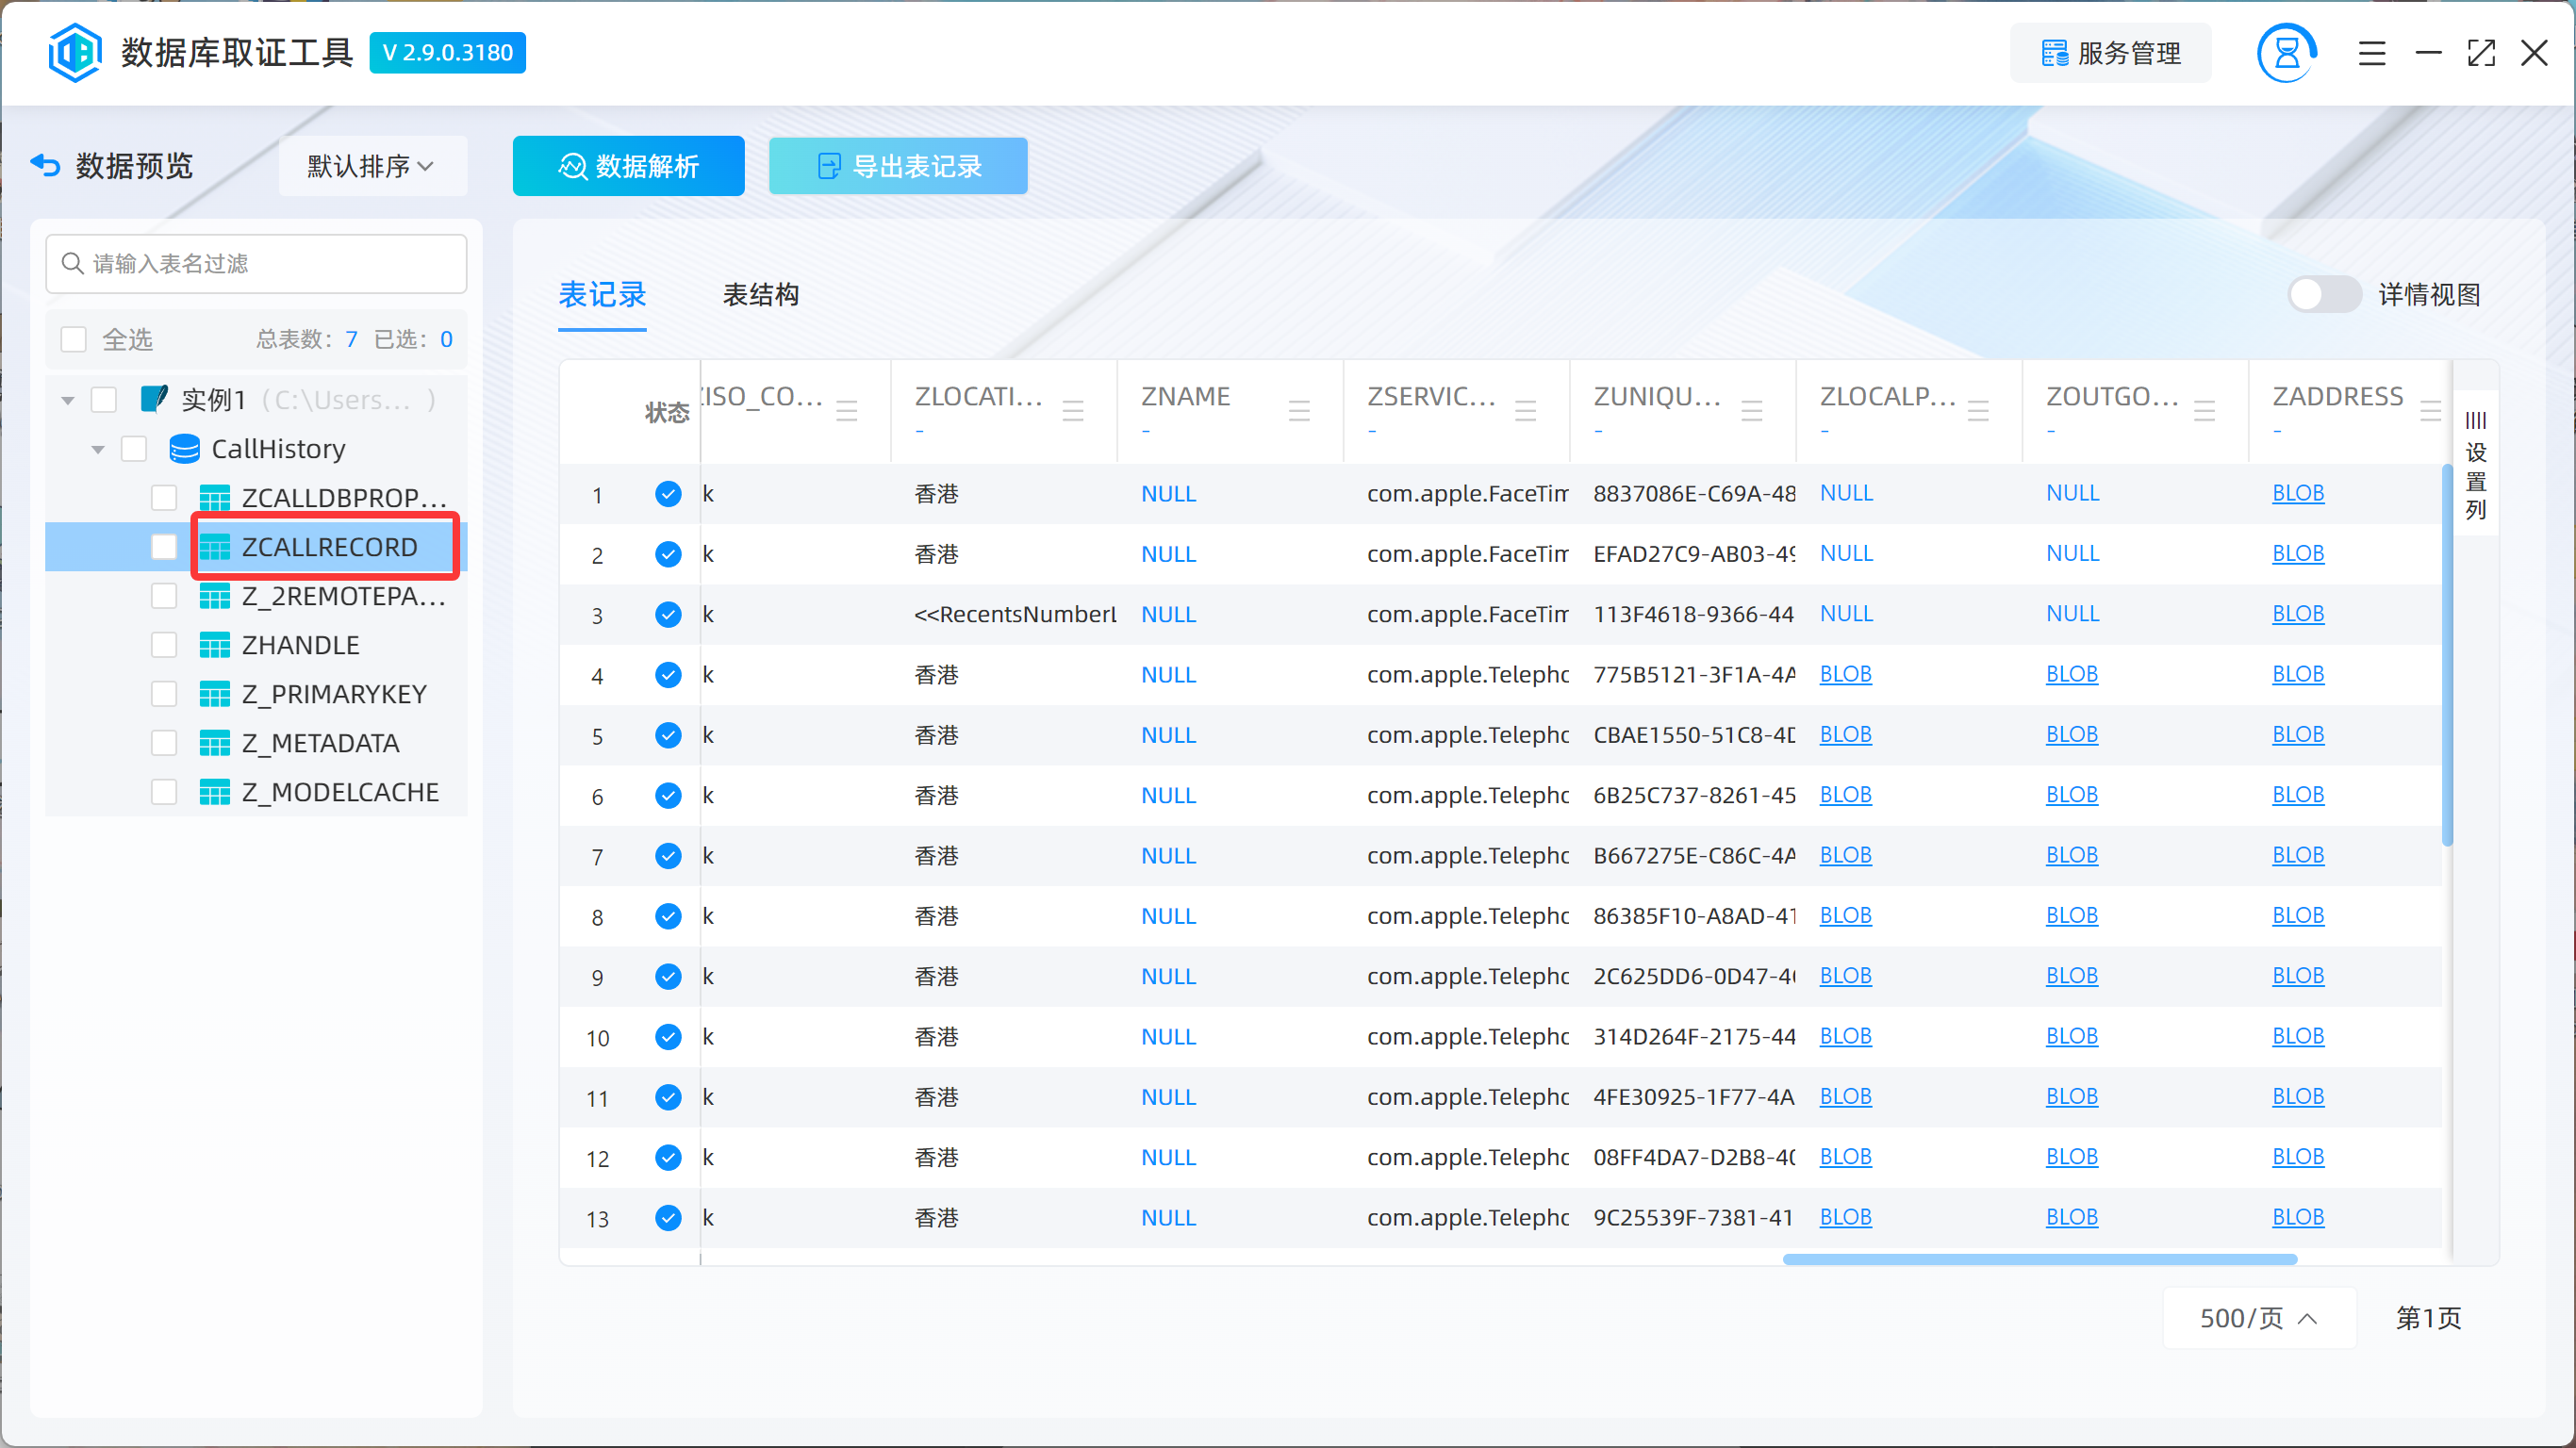 数据库取证工具 V 2.9.0.3180 服务管理
数据预览 默认排序 数据解析 导出表记录
请输入表名过滤
全选 总表数: 7 已选: 0
实例1 (C:\Users... )
CallHistory
ZCALLDBPROP...
ZCALLRECORD
Z_2REMOTEPA...
ZHANDLE
Z_PRIMARYKEY
Z_METADATA
Z_MODELCACHE
表记录 表结构 详情视图
状态 ISO_CO... ZLOCATI... ZNAME ZSERVIC... ZUNIQU... ZLOCALP... ZOUTGO... ZADDRESS
- - - - - - -
设置列
1 k 香港 NULL com.apple.FaceTim 8837086E-C69A-48 NULL NULL BLOB
2 k 香港 NULL com.apple.FaceTim EFAD27C9-AB03-49 NULL NULL BLOB
3 k <<RecentsNumberL NULL com.apple.FaceTim 113F4618-9366-44 NULL NULL BLOB
4 k 香港 NULL com.apple.Telepho 775B5121-3F1A-4A BLOB BLOB BLOB
5 k 香港 NULL com.apple.Telepho CBAE1550-51C8-4D BLOB BLOB BLOB
6 k 香港 NULL com.apple.Telepho 6B25C737-8261-45 BLOB BLOB BLOB
7 k 香港 NULL com.apple.Telepho B667275E-C86C-4A BLOB BLOB BLOB
8 k 香港 NULL com.apple.Telepho 86385F10-A8AD-41 BLOB BLOB BLOB
9 k 香港 NULL com.apple.Telepho 2C625DD6-0D47-4 BLOB BLOB BLOB
10 k 香港 NULL com.apple.Telepho 314D264F-2175-44 BLOB BLOB BLOB
11 k 香港 NULL com.apple.Telepho 4FE30925-1F77-4A BLOB BLOB BLOB
12 k 香港 NULL com.apple.Telepho 08FF4DA7-D2B8-4 BLOB BLOB BLOB
13 k 香港 NULL com.apple.Telepho 9C25539F-7381-41 BLOB BLOB BLOB
500/页 第1页